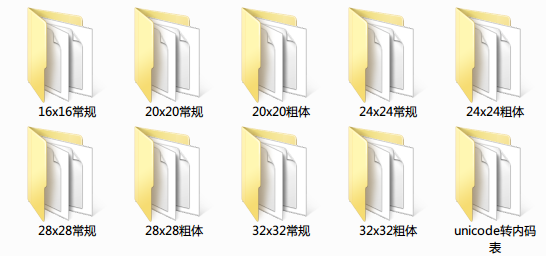 16x16常规
20x20常规
20x20粗体
24x24常规
24x24粗体
28x28常规
28x28粗体
32x32常规
32x32粗体
unicode转内码
表